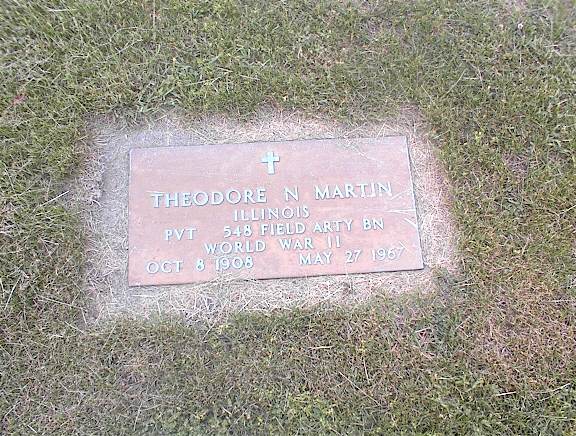 THEODORE N MARTIN
ILLINOIS
PVT 548 FIELD ARTY BN
WORLD WAR II
OCT 8 1908 MAY 27 1967